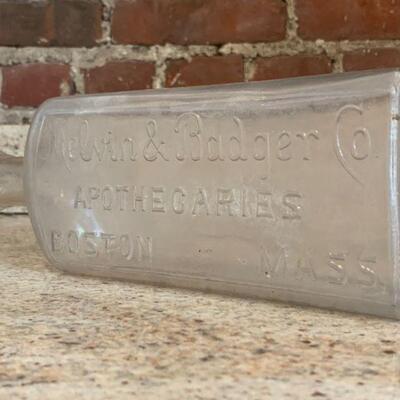 Melvin & Badger Co.
APOTHECARIES
BOSTON MASS.